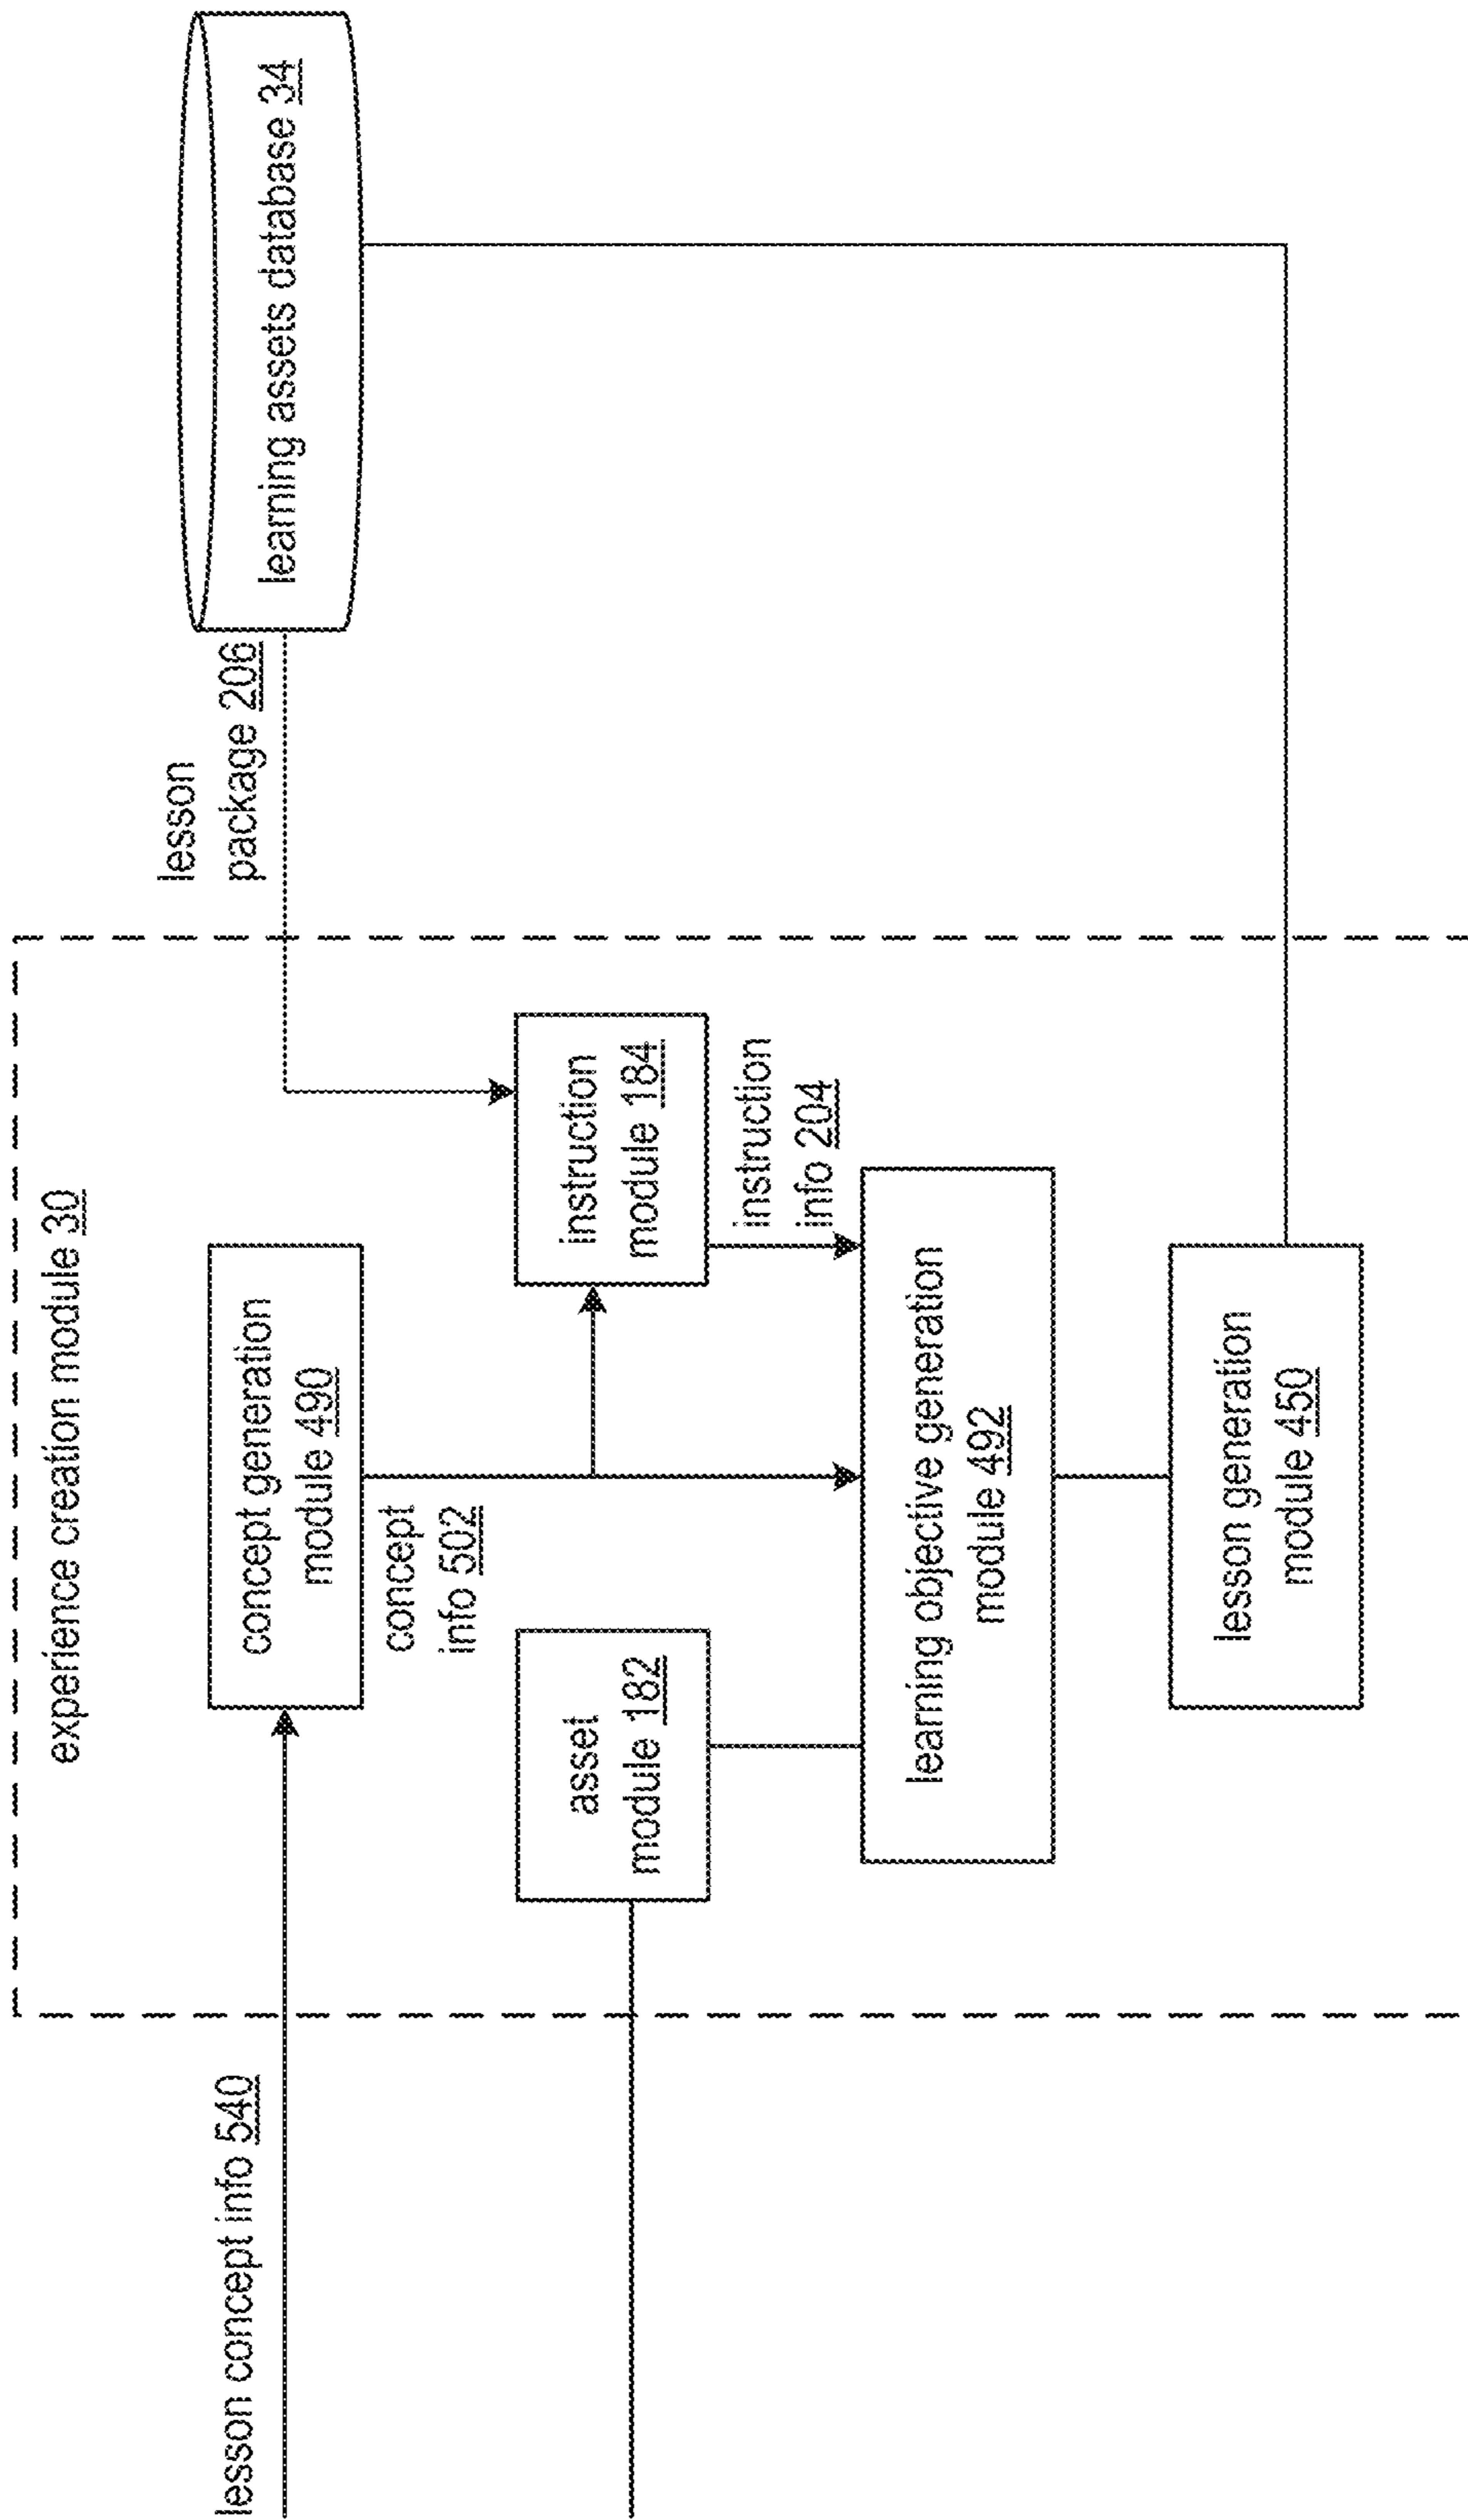 experience creation module 30
lesson concept info 540
concept generation
module 490
lesson
package 206
learning assets database 34
concept
info 502
asset
module 182
instruction
module 184
instruction
info 204
learning objective generation
module 492
lesson generation
module 450